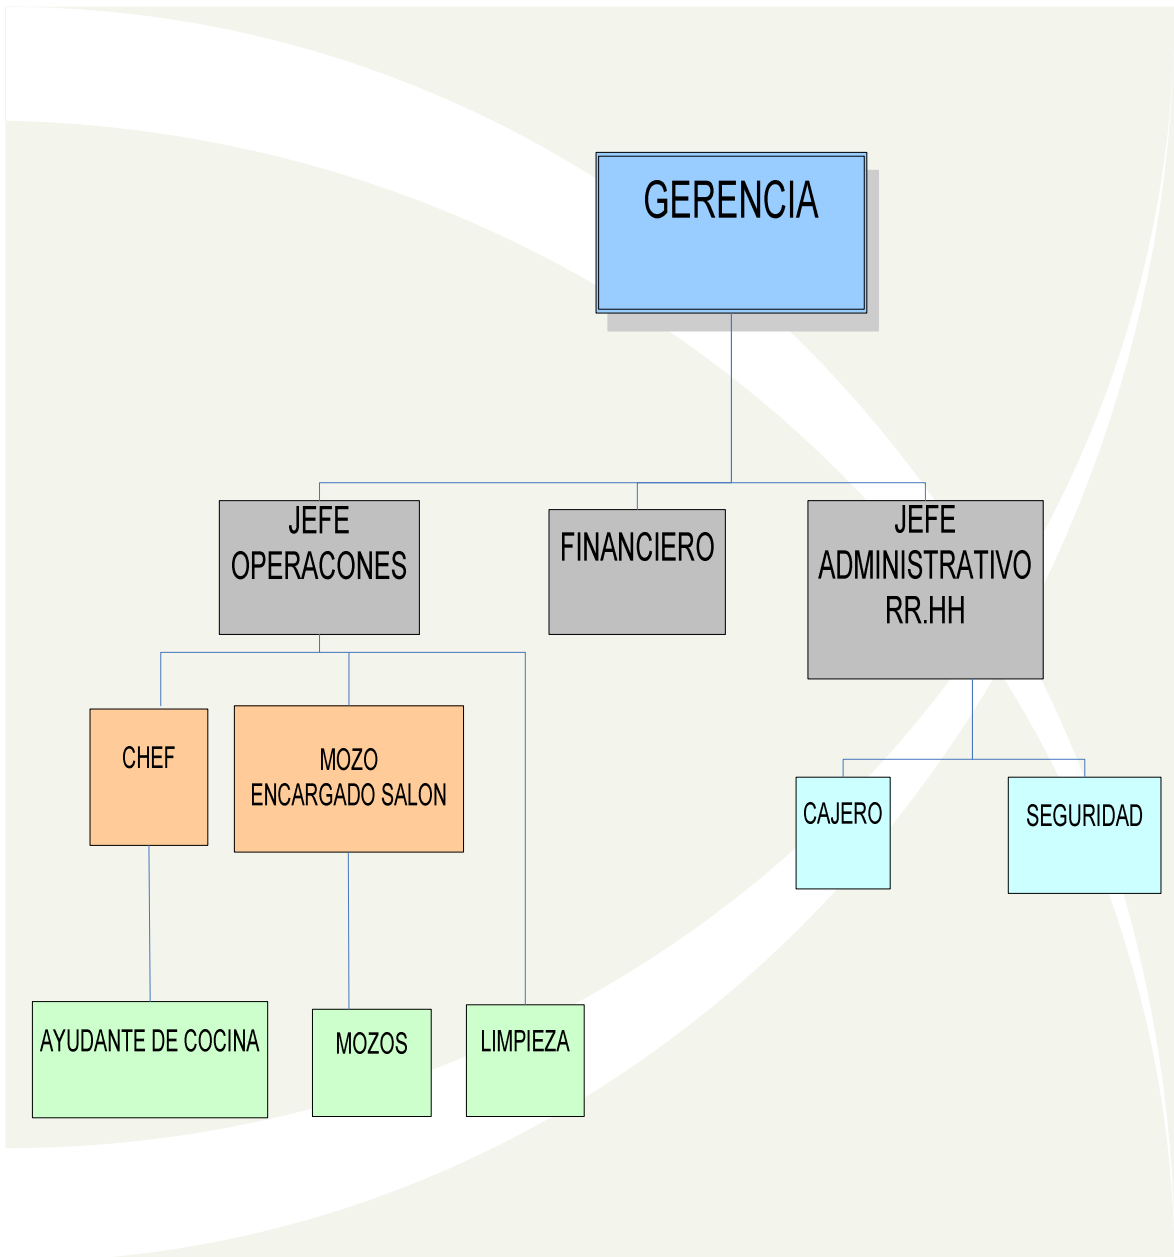 GERENCIA
JEFE
OPERACONES
FINANCIERO
JEFE
ADMINISTRATIVO
RR.HH
CHEF
MOZO
ENCARGADO SALON
CAJERO
SEGURIDAD
AYUDANTE DE COCINA
MOZOS
LIMPIEZA